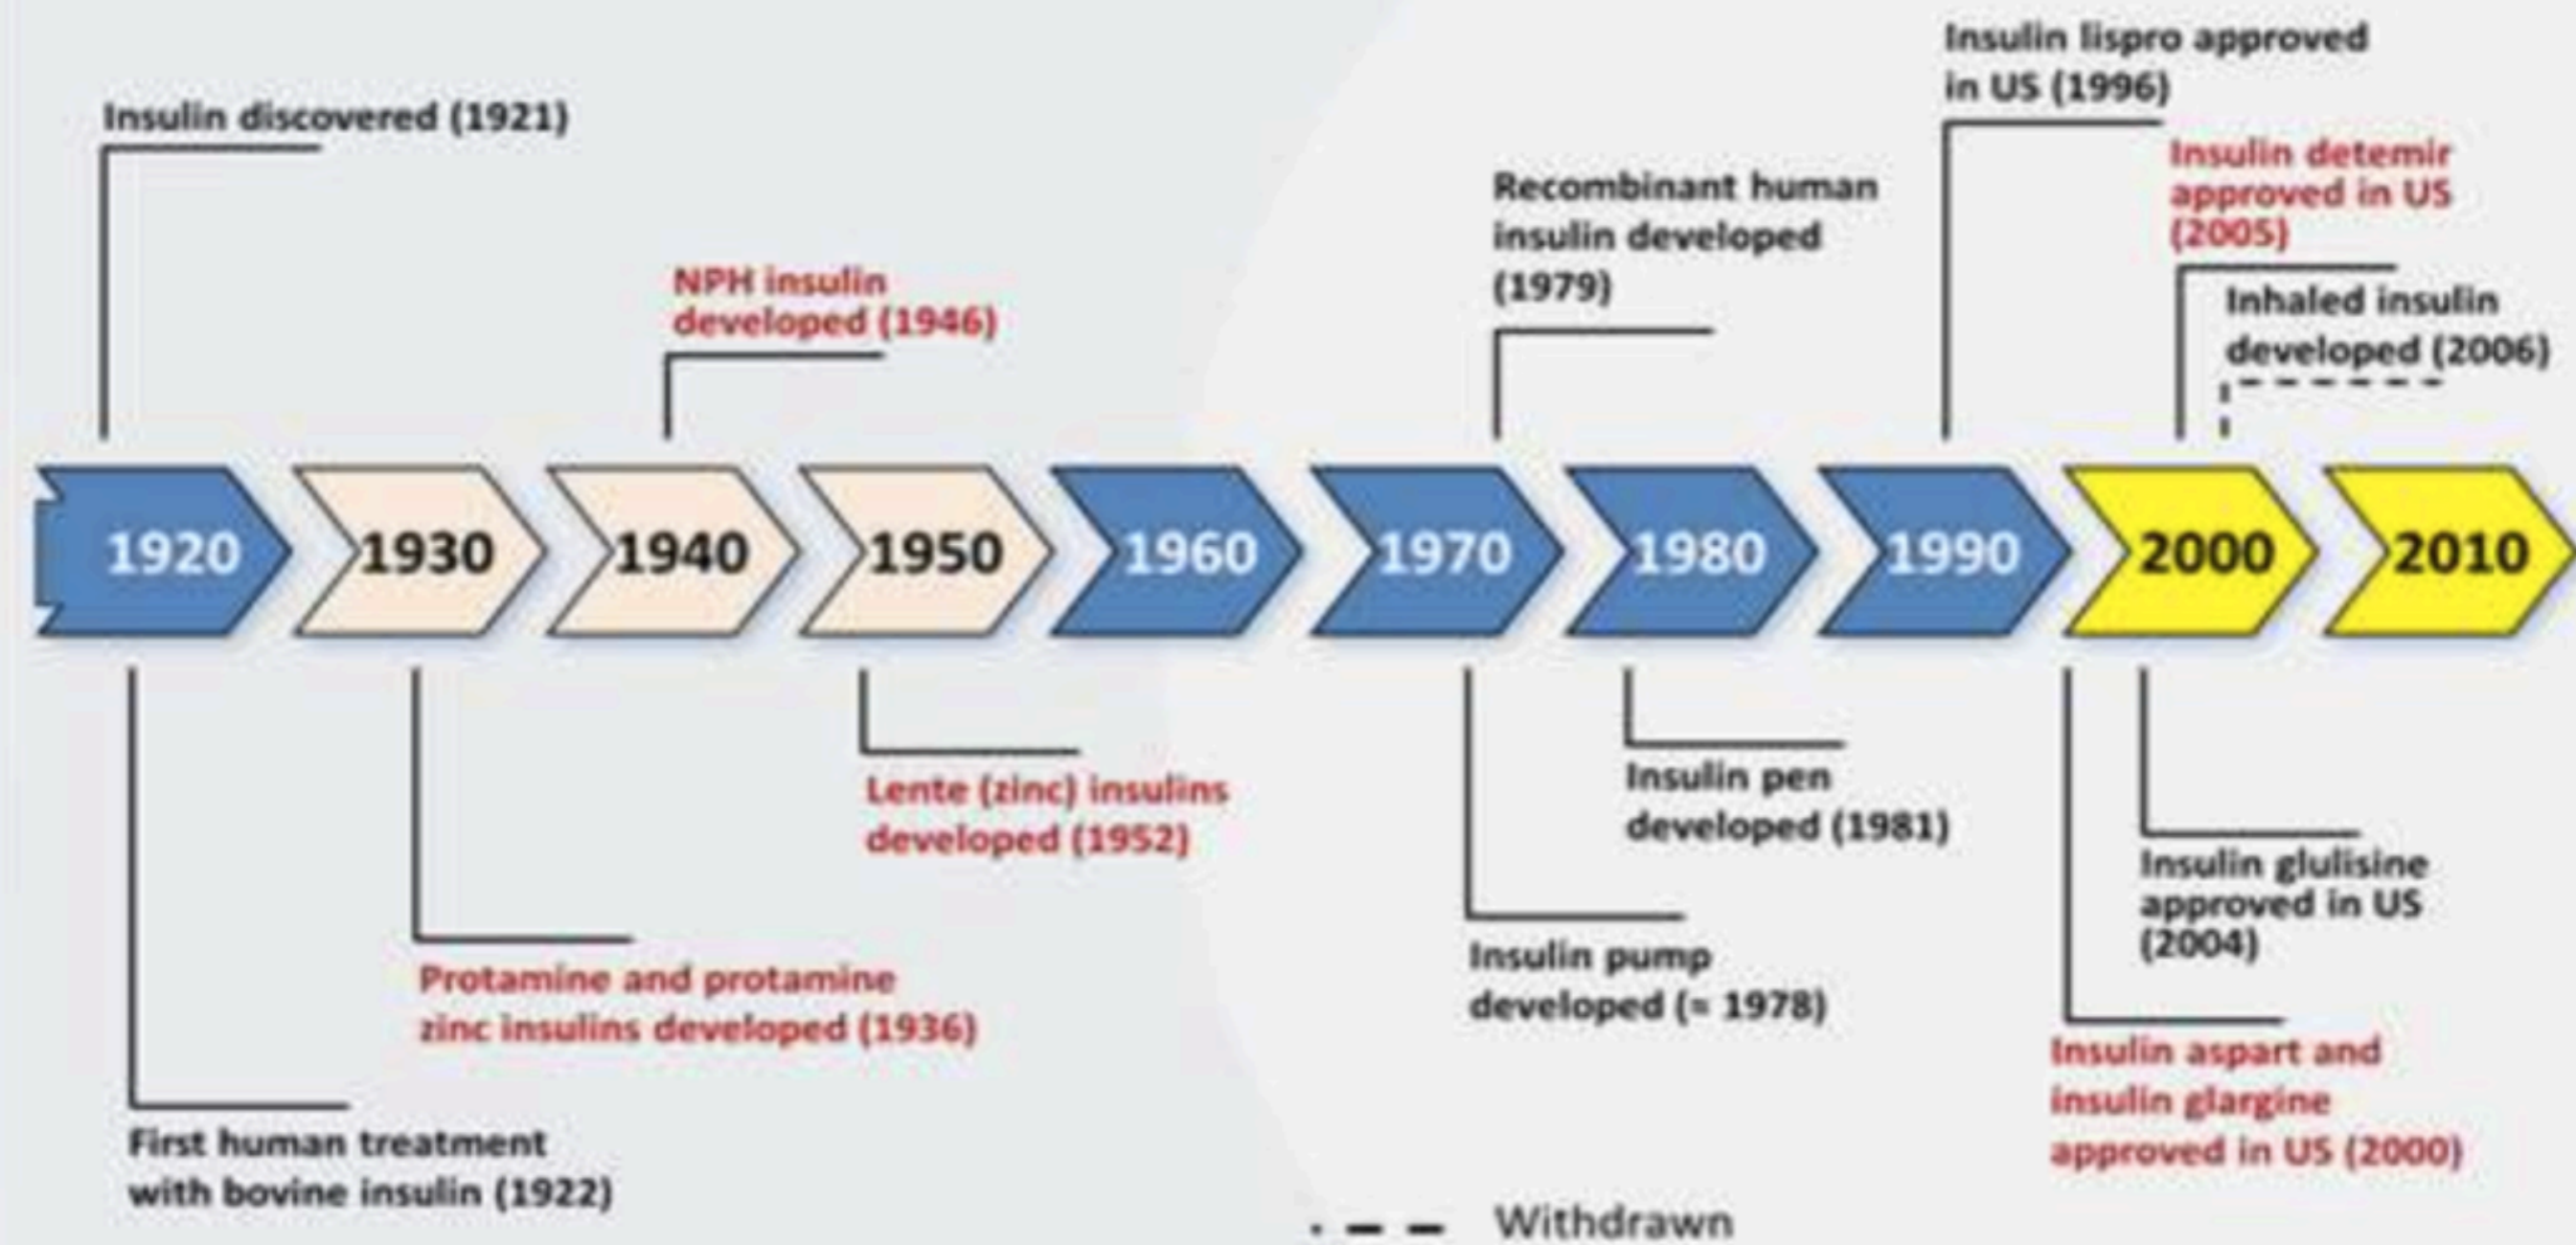 Insulin discovered (1921)
NPH insulin
developed (1946)
Recombinant human
insulin developed
(1979)
Insulin lispro approved
in US (1996)
Insulin detemir
approved in US
(2005)
Inhaled insulin
developed (2006)
1920
1930
1940
1950
1960
1970
1980
1990
2000
2010
First human treatment
with bovine insulin (1922)
Protamine and protamine
zinc insulins developed (1936)
Lente (zinc) insulins
developed (1952)
Insulin pump
developed (≈ 1978)
Insulin pen
developed (1981)
Insulin aspart and
insulin glargine
approved in US (2000)
Insulin glulisine
approved in US
(2004)
Withdrawn